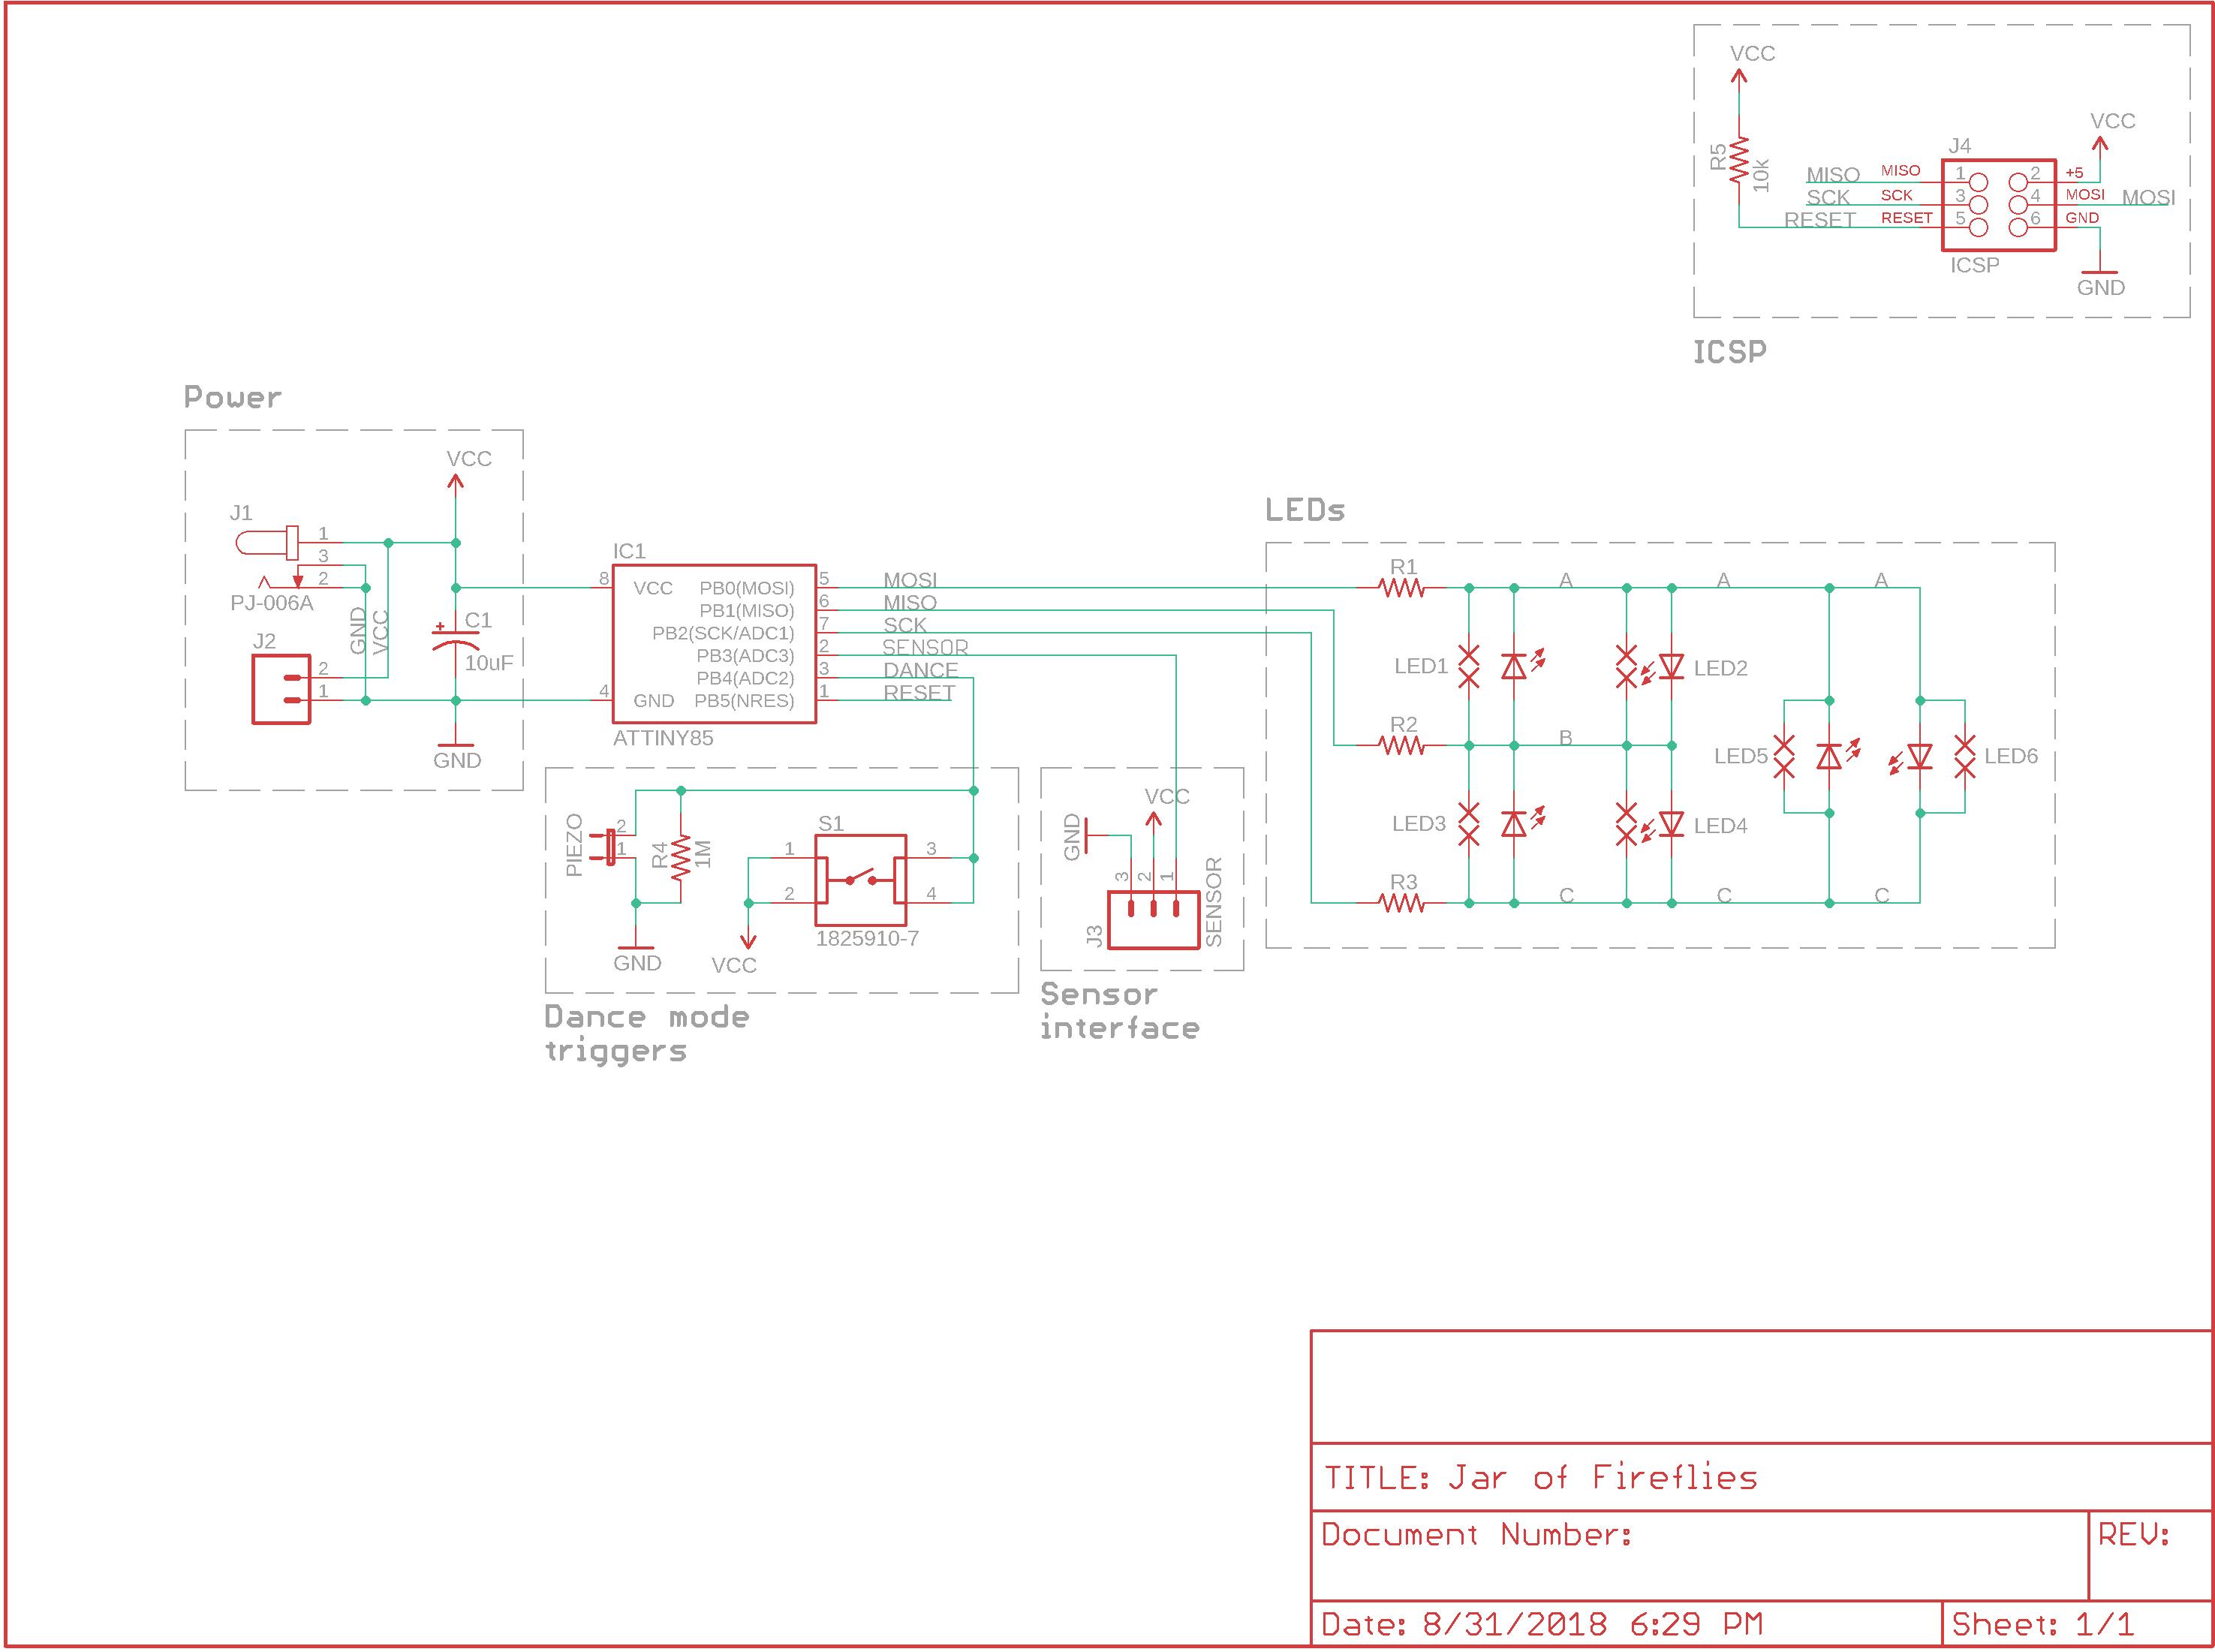 VCC
VCC
R5
10k
J4
MISO MISO 1 2 +5
SCK SCK 3 4 MOSI MOSI
RESET RESET 5 6 GND
ICSP
GND
ICSP
Power
VCC
J1
1
3
2
PJ-006A
GND
VCC
J2
2
1
C1
+
10uF
GND
IC1
8 VCC PB0(MOSI) 5 MOSI
PB1(MISO) 6 MISO
PB2(SCK/ADC1) 7 SCK
PB3(ADC3) 2 SENSOR
PB4(ADC2) 3 DANCE
4 GND PB5(NRES) 1 RESET
ATTINY85
PIEZO
2
1
R4
1M
GND
S1
1 3
2 4
1825910-7
VCC
Dance mode
triggers
GND
VCC
3 2 1
J3
SENSOR
Sensor
interface
LEDs
R1 A A A
LED1 LED2
R2 B
LED5 LED6
LED3 LED4
R3 C C C
TITLE: Jar of Fireflies
Document Number: REV:
Date: 8/31/2018 6:29 PM Sheet: 1/1